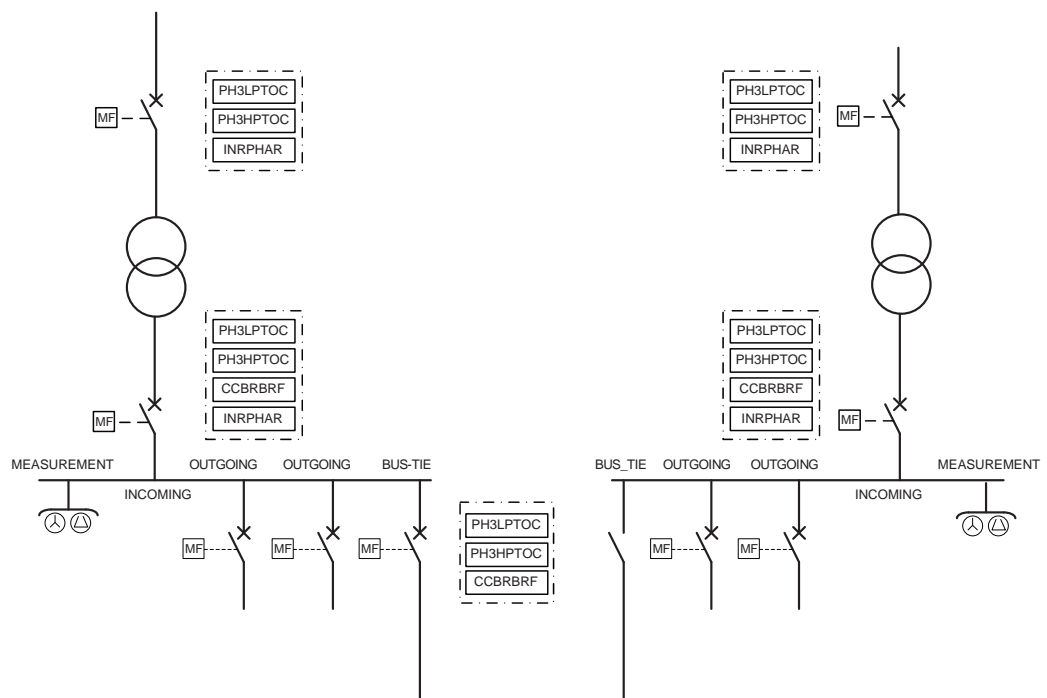 PH3LPTOC
PH3HPTOC
INRPHAR
MF
PH3LPTOC
PH3HPTOC
INRPHAR
MF
PH3LPTOC
PH3HPTOC
CCBRBRF
INRPHAR
MF
PH3LPTOC
PH3HPTOC
CCBRBRF
INRPHAR
MF
MEASUREMENT OUTGOING OUTGOING BUS-TIE
INCOMING
BUS_TIE OUTGOING OUTGOING MEASUREMENT
INCOMING
MF MF MF
PH3LPTOC
PH3HPTOC
CCBRBRF
MF MF